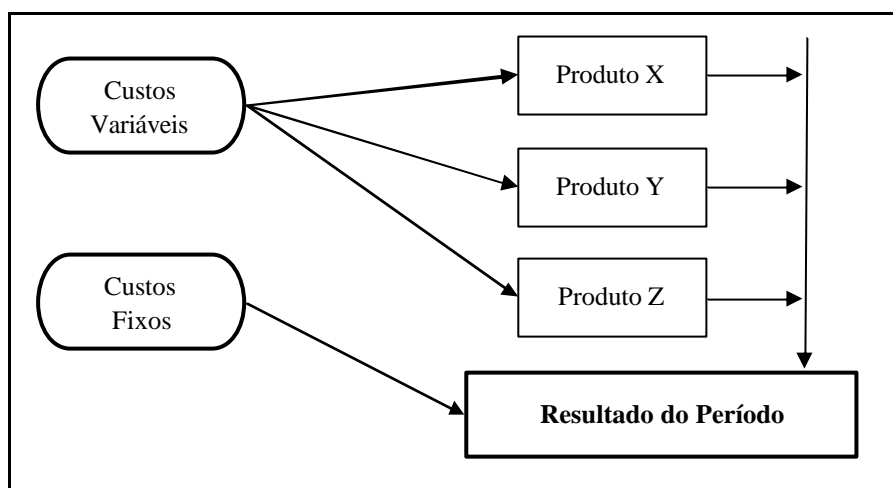 Custos
Variáveis
Produto X
Produto Y
Custos
Fixos
Produto Z
Resultado do Período